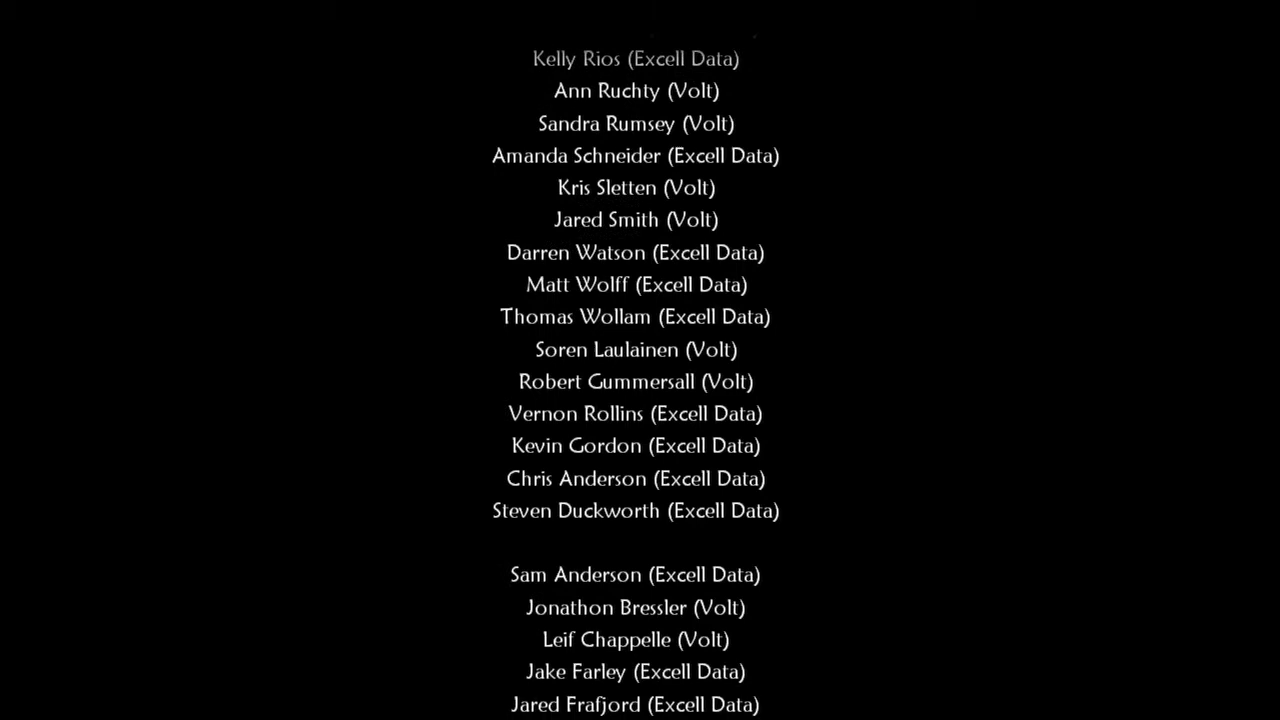 Kelly Rios (Excell Data)
Ann Ruchty (Volt)
Sandra Rumsey (Volt)
Amanda Schneider (Excell Data)
Kris Sletten (Volt)
Jared Smith (Volt)
Darren Watson (Excell Data)
Matt Wolff (Excell Data)
Thomas Wollam (Excell Data)
Soren Laulainen (Volt)
Robert Gummersall (Volt)
Vernon Rollins (Excell Data)
Kevin Gordon (Excell Data)
Chris Anderson (Excell Data)
Steven Duckworth (Excell Data)
Sam Anderson (Excell Data)
Jonathon Bressler (Volt)
Leif Chappelle (Volt)
Jake Farley (Excell Data)
Jared Frafjord (Excell Data)